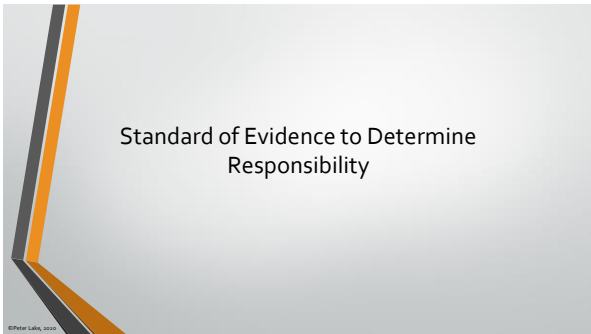 Standard of Evidence to Determine
Responsibility
©Peter Lake, 2020